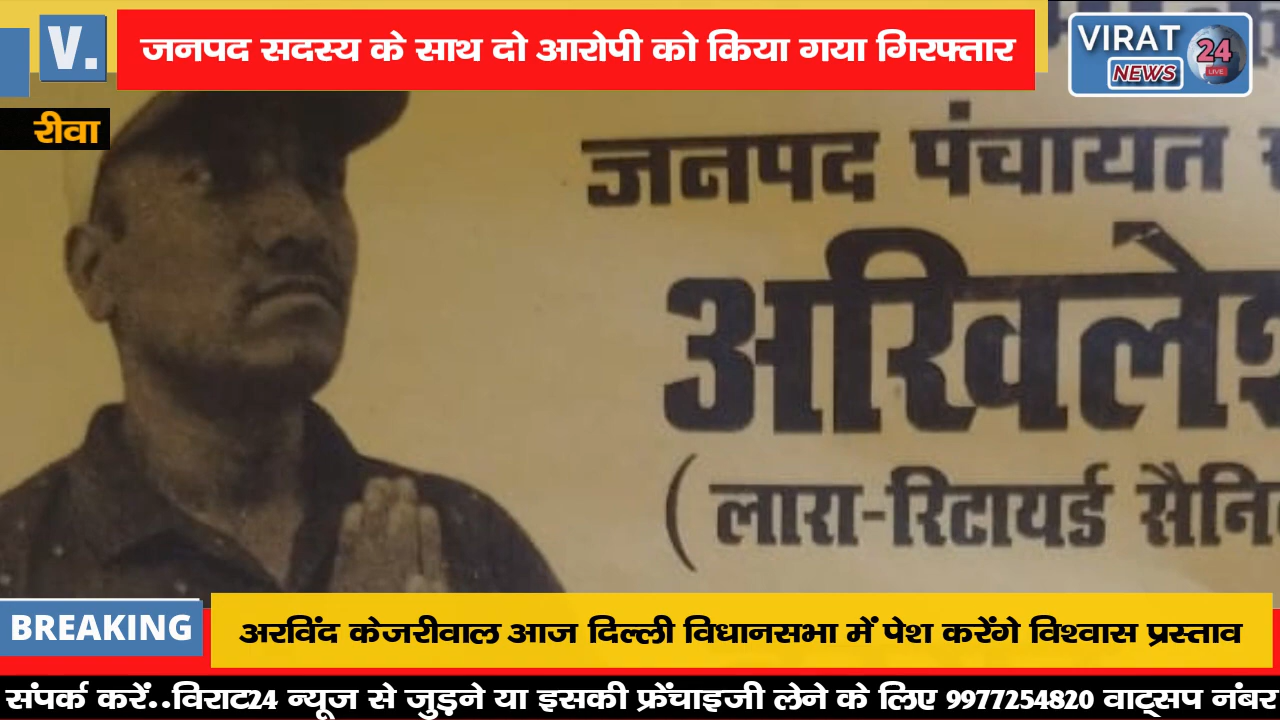 V.
जनपद सदस्य के साथ दो आरोपी को किया गया गिरफ्तार
VIRAT
24
LIVE
NEWS
रीवा
जनपद पंचायत
अखिलेश
(लारा-रिटायर्ड सैनि
BREAKING
अरविंद केजरीवाल आज दिल्ली विधानसभा में पेश करेंगे विश्वास प्रस्ताव
संपर्क करें..विराट24 न्यूज से जुड़ने या इसकी फ्रेंचाइजी लेने के लिए 9977254820 वाट्सप नंबर